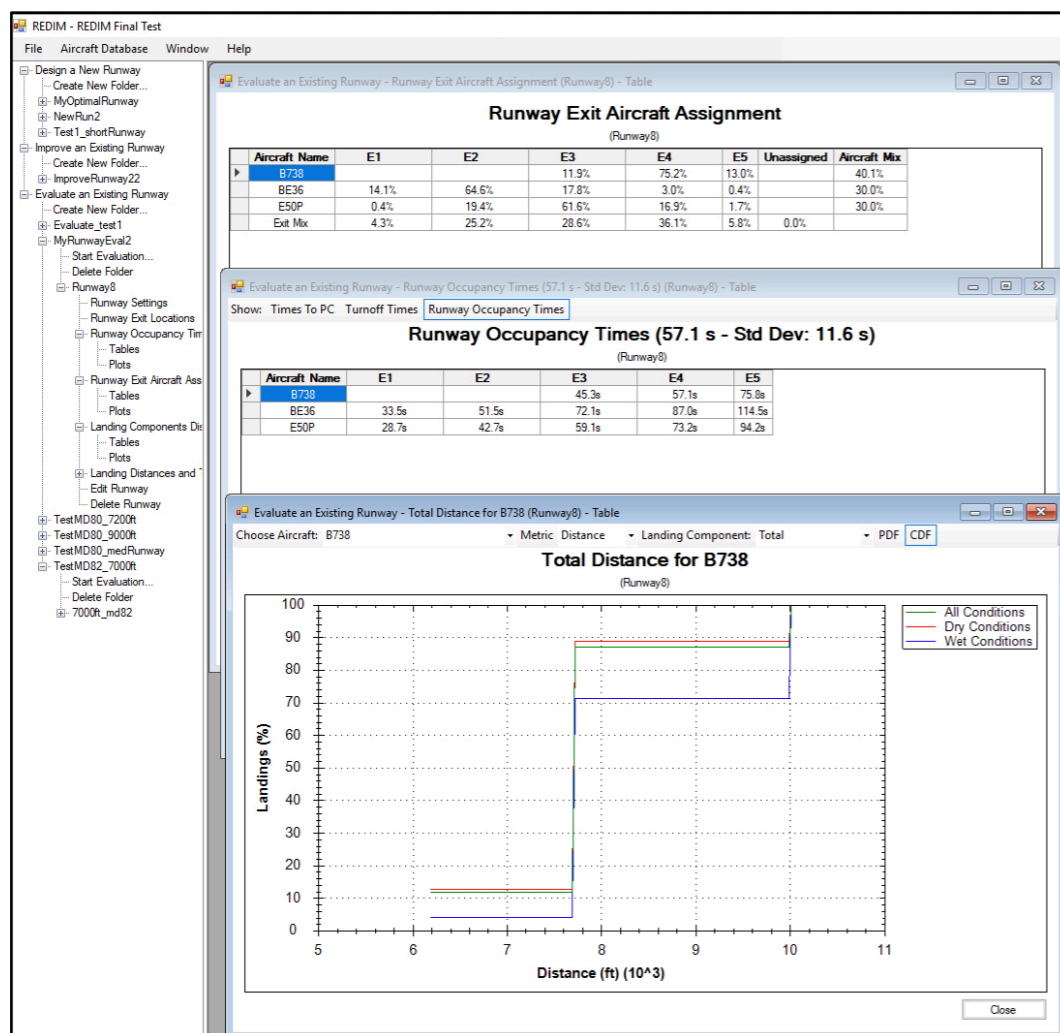 REDIM - REDIM Final Test
File Aircraft Database Window Help
Design a New Runway
Create New Folder...
MyOptimalRunway
NewRun2
Test1_shortRunway
Improve an Existing Runway
Create New Folder...
ImproveRunway22
Evaluate an Existing Runway
Create New Folder...
Evaluate_test1
MyRunwayEval2
Start Evaluation...
Delete Folder
Runway8
Runway Settings
Runway Exit Locations
Runway Occupancy Tim
Tables
Plots
Runway Exit Aircraft Ass
Tables
Plots
Landing Components Dis
Tables
Plots
Landing Distances and T
Edit Runway
Delete Runway
TestMD80_7200ft
TestMD80_9000ft
TestMD80_medRunway
TestMD82_7000ft
Start Evaluation...
Delete Folder
7000ft_md82
Evaluate an Existing Runway - Runway Exit Aircraft Assignment (Runway8) - Table
Runway Exit Aircraft Assignment
(Runway8)
Aircraft Name E1 E2 E3 E4 E5 Unassigned Aircraft Mix
B738 11.9% 75.2% 13.0% 40.1%
BE36 14.1% 64.6% 17.8% 3.0% 0.4% 30.0%
E50P 0.4% 19.4% 61.6% 16.9% 1.7% 30.0%
Exit Mix 4.3% 25.2% 28.6% 36.1% 5.8% 0.0%
Evaluate an Existing Runway - Runway Occupancy Times (57.1 s - Std Dev: 11.6 s) (Runway8) - Table
Show: Times To PC Turnoff Times Runway Occupancy Times
Runway Occupancy Times (57.1 s - Std Dev: 11.6 s)
(Runway8)
Aircraft Name E1 E2 E3 E4 E5
B738 45.3s 57.1s 75.8s
BE36 33.5s 51.5s 72.1s 87.0s 114.5s
E50P 28.7s 42.7s 59.1s 73.2s 94.2s
Evaluate an Existing Runway - Total Distance for B738 (Runway8) - Table
Choose Aircraft: B738 Metric Distance Landing Component: Total PDF CDF
Total Distance for B738
(Runway8)
100
90
80
70
60
50
40
30
20
10
0
Landings (%)
5 6 7 8 9 10 11
Distance (ft) (10^3)
All Conditions
Dry Conditions
Wet Conditions
Close